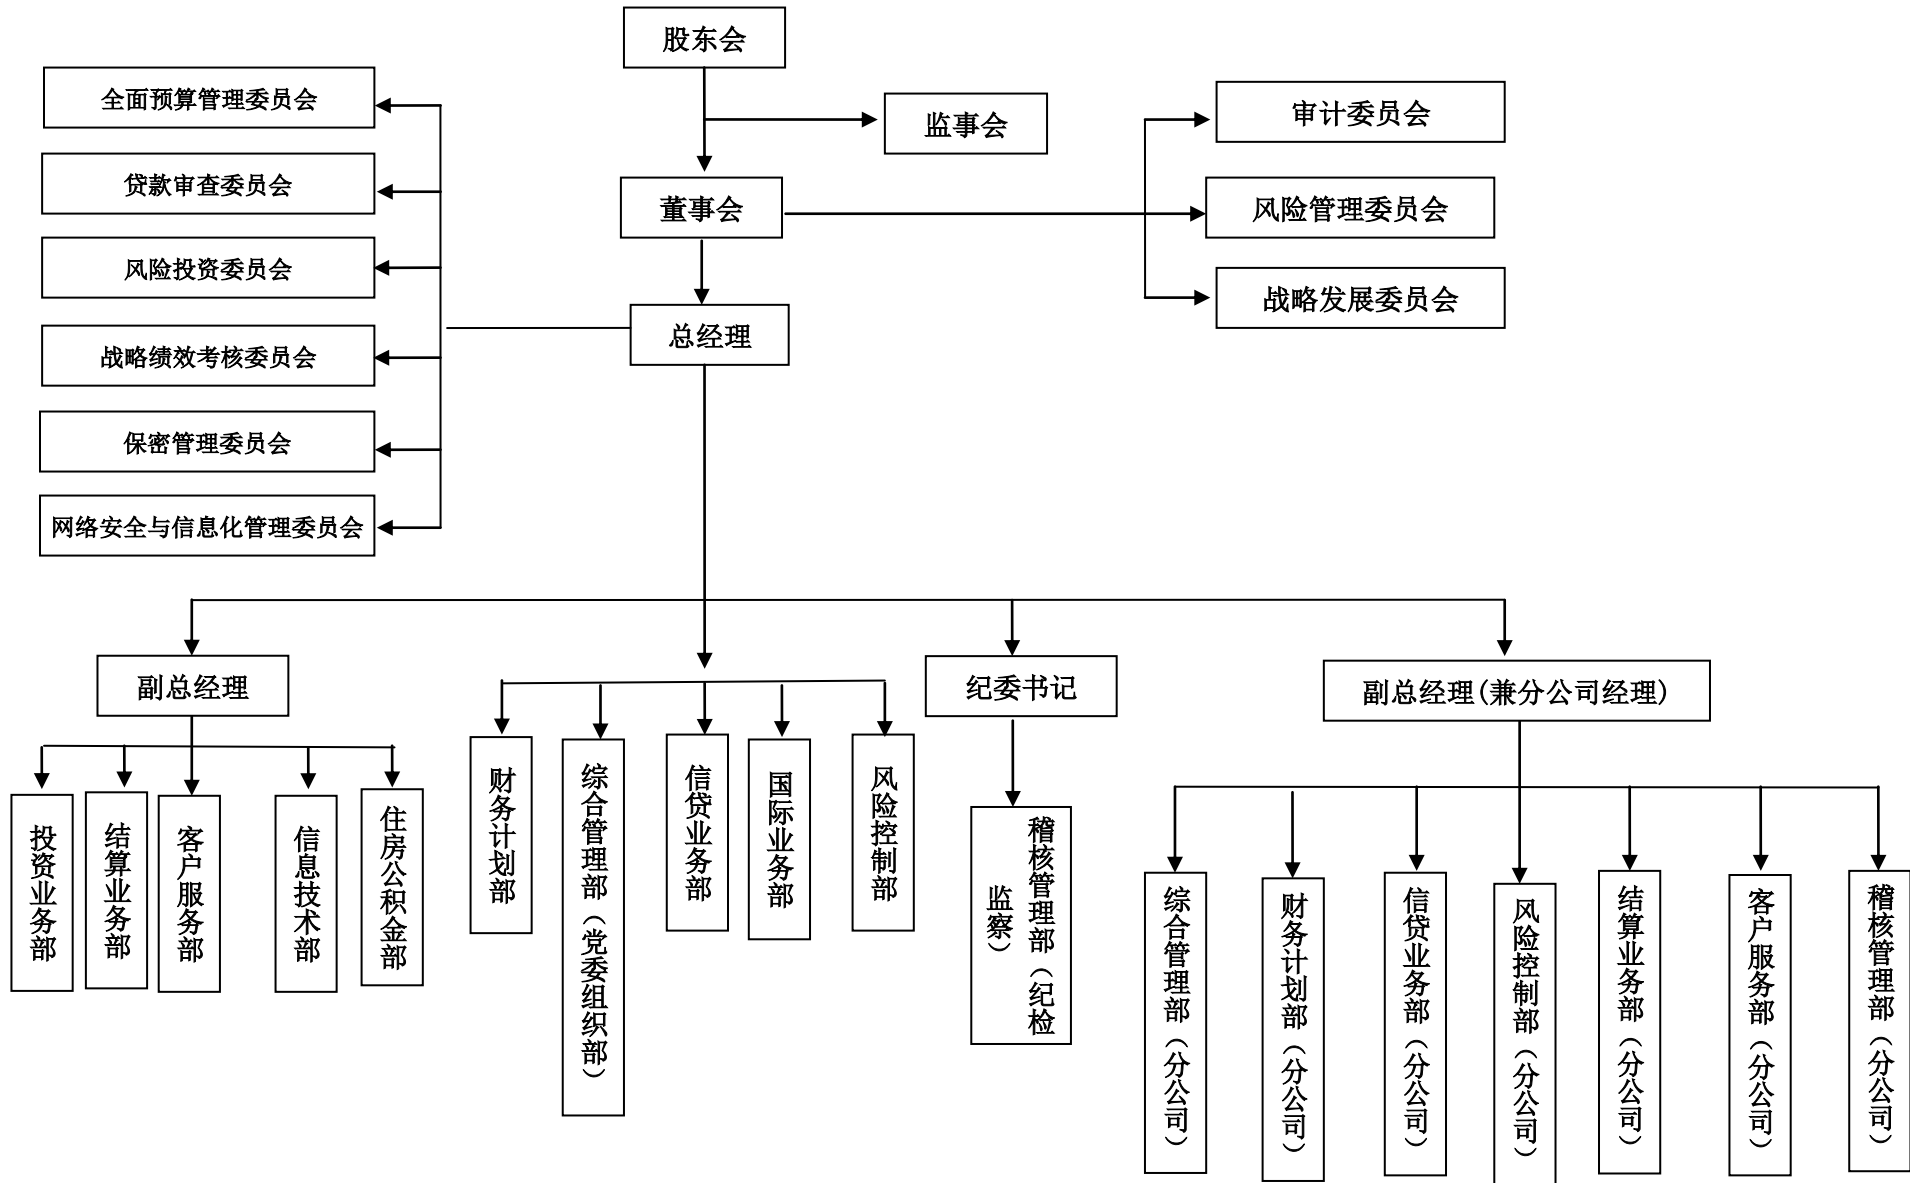 股东会
全面预算管理委员会
监事会
审计委员会
贷款审查委员会
董事会
风险管理委员会
风险投资委员会
战略发展委员会
总经理
战略绩效考核委员会
保密管理委员会
网络安全与信息化管理委员会
副总经理
纪委书记
副总经理(兼分公司经理)
投资业务部
结算业务部
客户服务部
信息技术部
住房公积金部
财务计划部
综合管理部（党委组织部）
信贷业务部
国际业务部
风险控制部
稽核管理部（纪检
监察）
综合管理部（分公司）
财务计划部（分公司）
信贷业务部（分公司）
风险控制部（分公司）
结算业务部（分公司）
客户服务部（分公司）
稽核管理部（分公司）